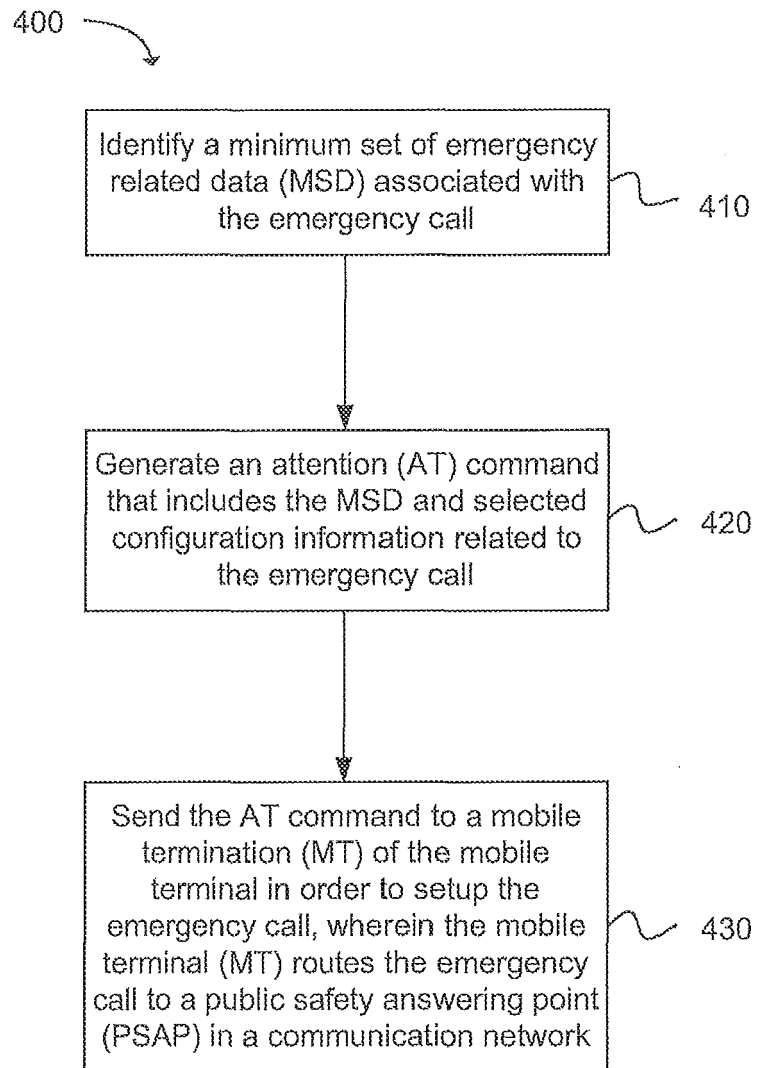 400
Identify a minimum set of emergency
related data (MSD) associated with
the emergency call
410
Generate an attention (AT) command
that includes the MSD and selected
configuration information related to
the emergency call
420
Send the AT command to a mobile
termination (MT) of the mobile
terminal in order to setup the
emergency call, wherein the mobile
terminal (MT) routes the emergency
call to a public safety answering point
(PSAP) in a communication network
430